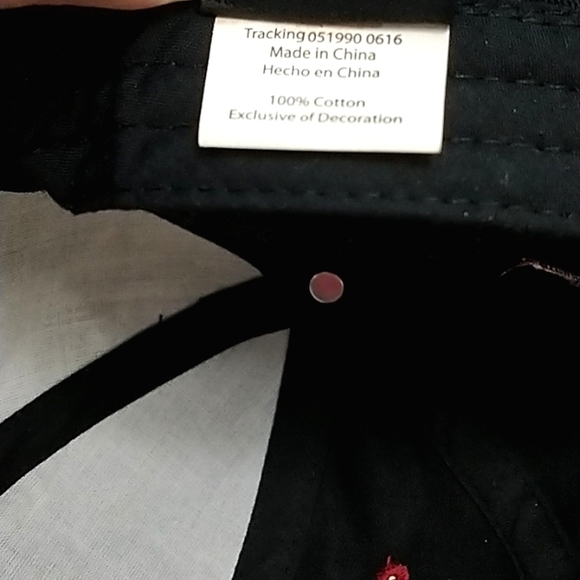 Tracking 051990 0616
Made in China
Hecho en China
100% Cotton
Exclusive of Decoration